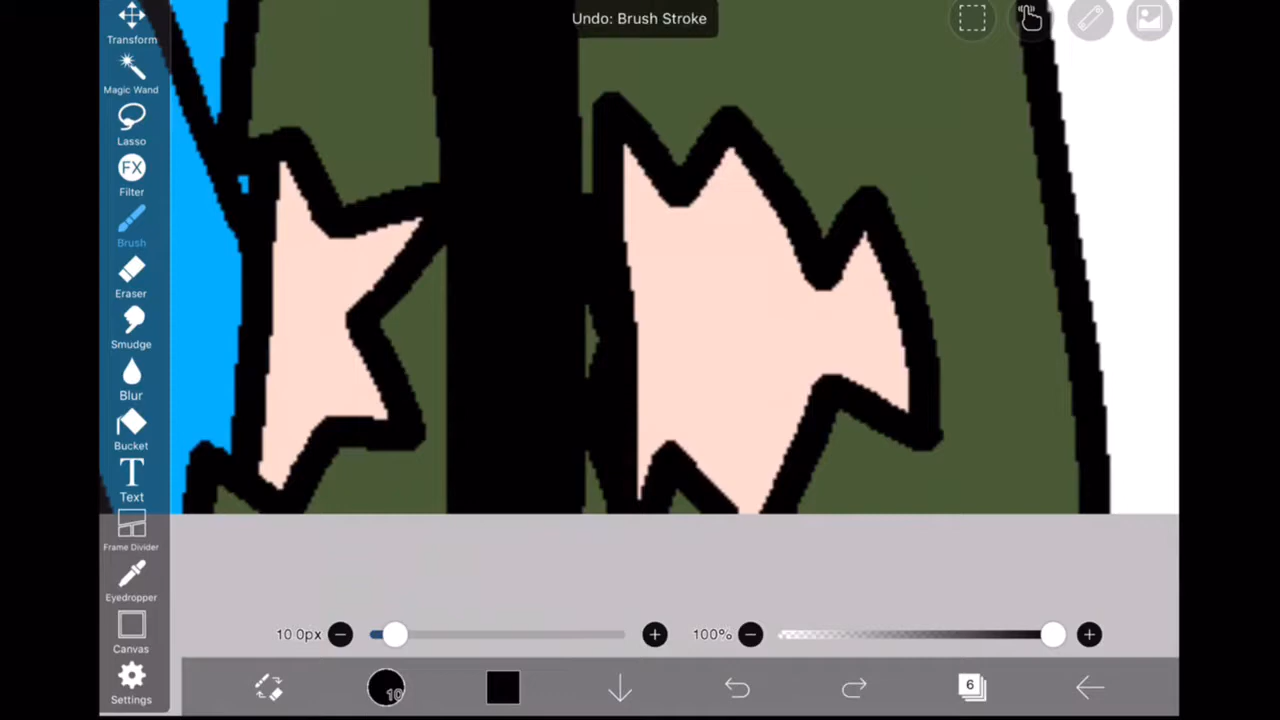 Undo: Brush Stroke
Transform
Magic Wand
Lasso
FX
Filter
Brush
Eraser
Smudge
Blur
Bucket
T
Text
Frame Divider
Eyedropper
Canvas
Settings
10.0px
100%
10
6